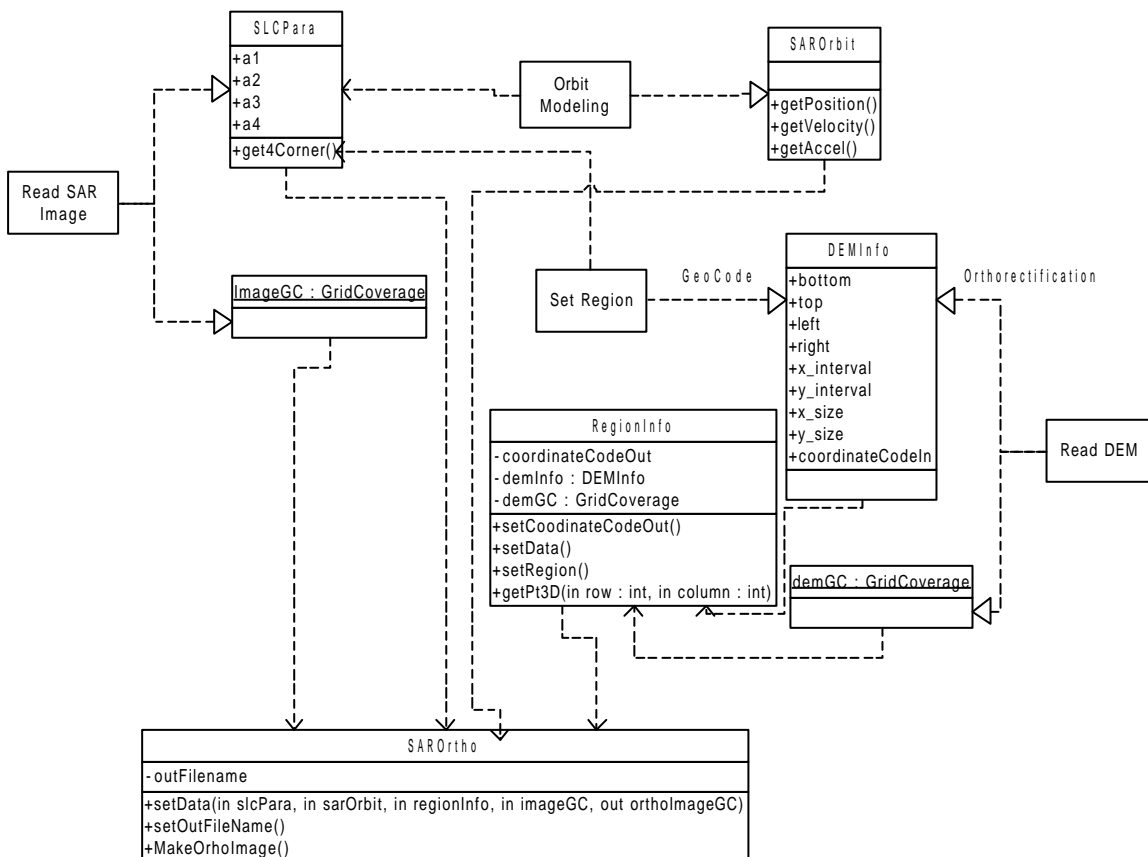 SLCPara
+a1
+a2
+a3
+a4
+get4Corner()
Orbit
Modeling
SAROrbit
+getPosition()
+getVelocity()
+getAccel()
Read SAR
Image
ImageGC : GridCoverage
Set Region
GeoCode
DEMInfo
+bottom
+top
+left
+right
+x_interval
+y_interval
+x_size
+y_size
+coordinateCodeIn
Orthorectification
Read DEM
RegionInfo
-coordinateCodeOut
-demInfo : DEMInfo
-demGC : GridCoverage
+setCoodinateCodeOut()
+setData()
+setRegion()
+getPt3D(in row : int, in column : int)
demGC : GridCoverage
SAROrtho
-outFilename
+setData(in slcPara, in sarOrbit, in regionInfo, in imageGC, out orthoImageGC)
+setOutFileName()
+MakeOrhoImage()